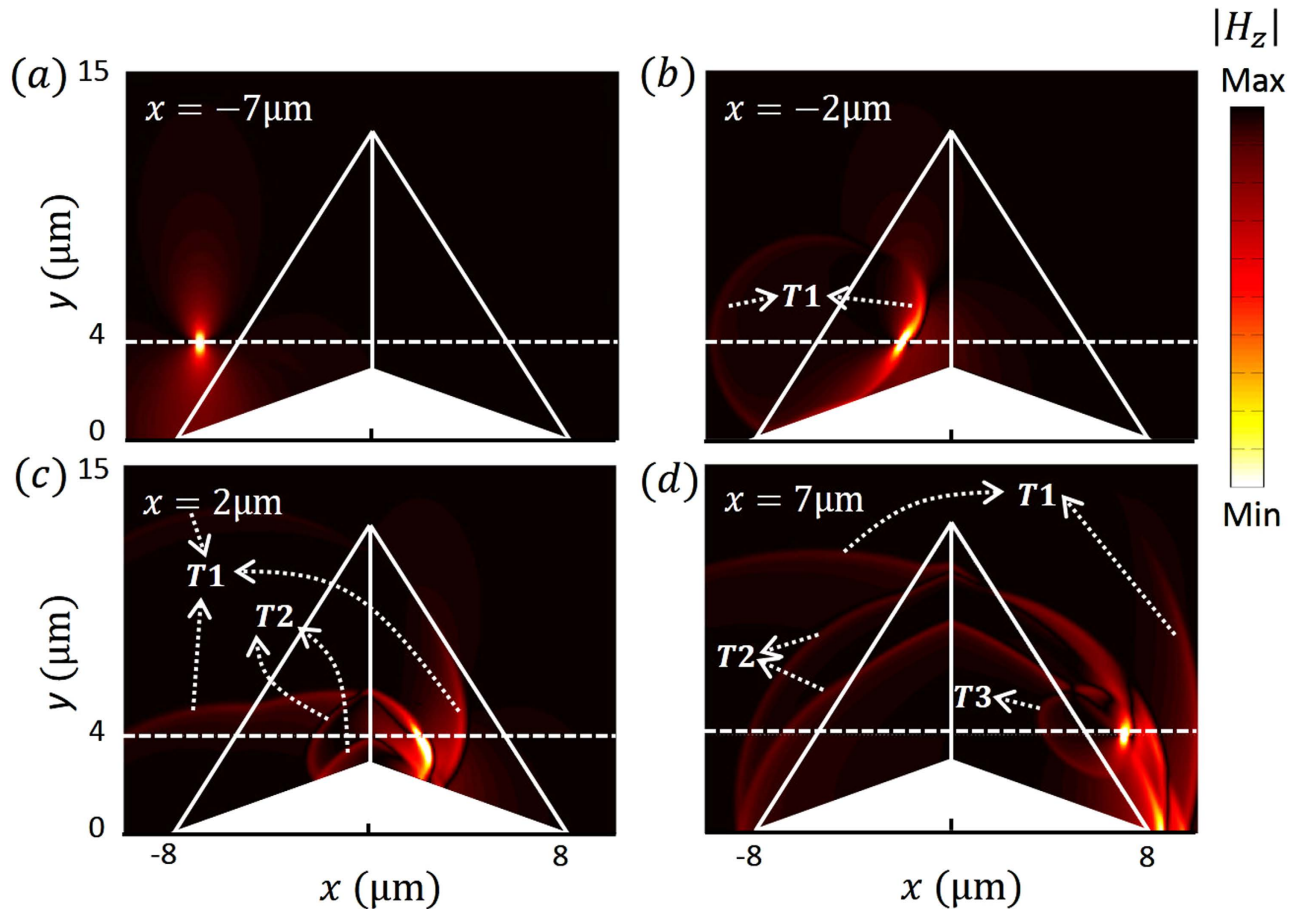 |H_z|
Max
Min
(a)
15
x = −7μm
y (μm)
4
0
(b)
x = −2μm
T1
(c)
15
x = 2μm
T1
T2
y (μm)
4
0
-8
8
x (μm)
(d)
x = 7μm
T1
T2
T3
-8
8
x (μm)